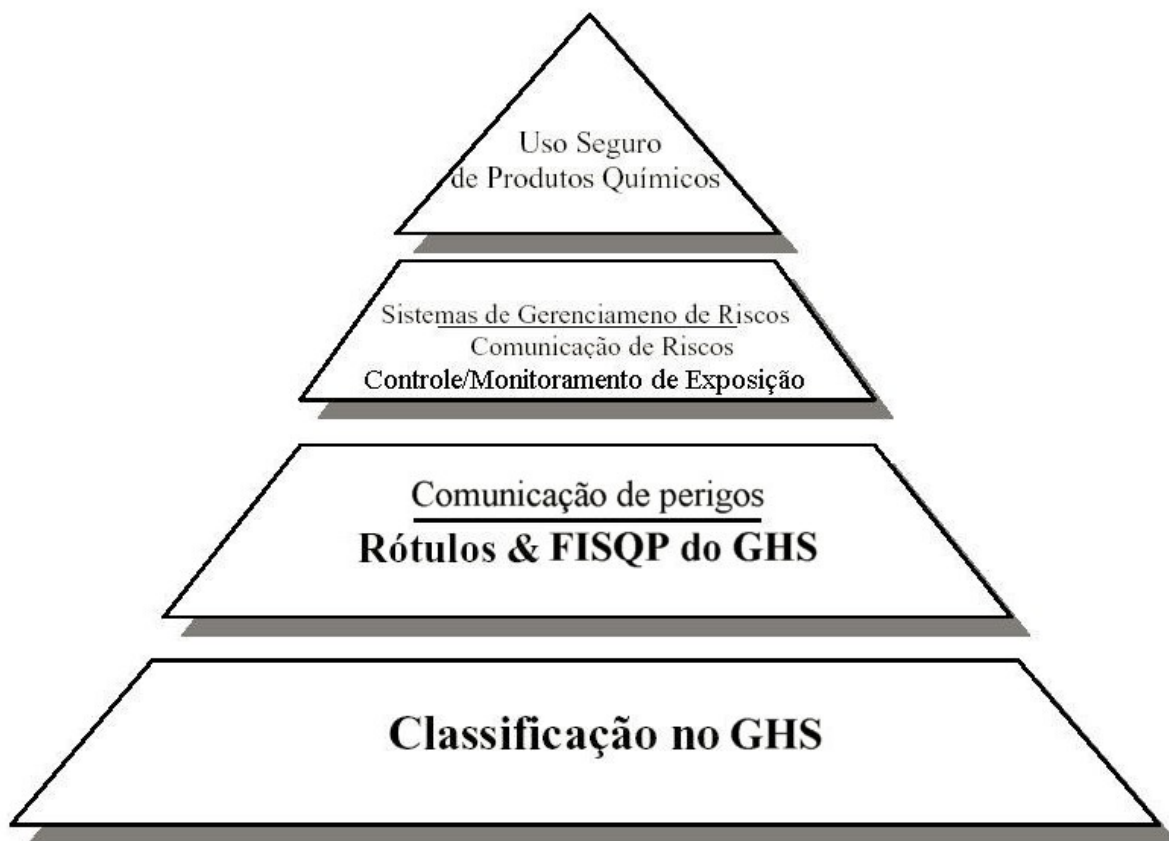 Uso Seguro
de Produtos Químicos
Sistemas de Gerenciameno de Riscos
Comunicação de Riscos
Controle/Monitoramento de Exposição
Comunicação de perigos
Rótulos & FISQP do GHS
Classificação no GHS